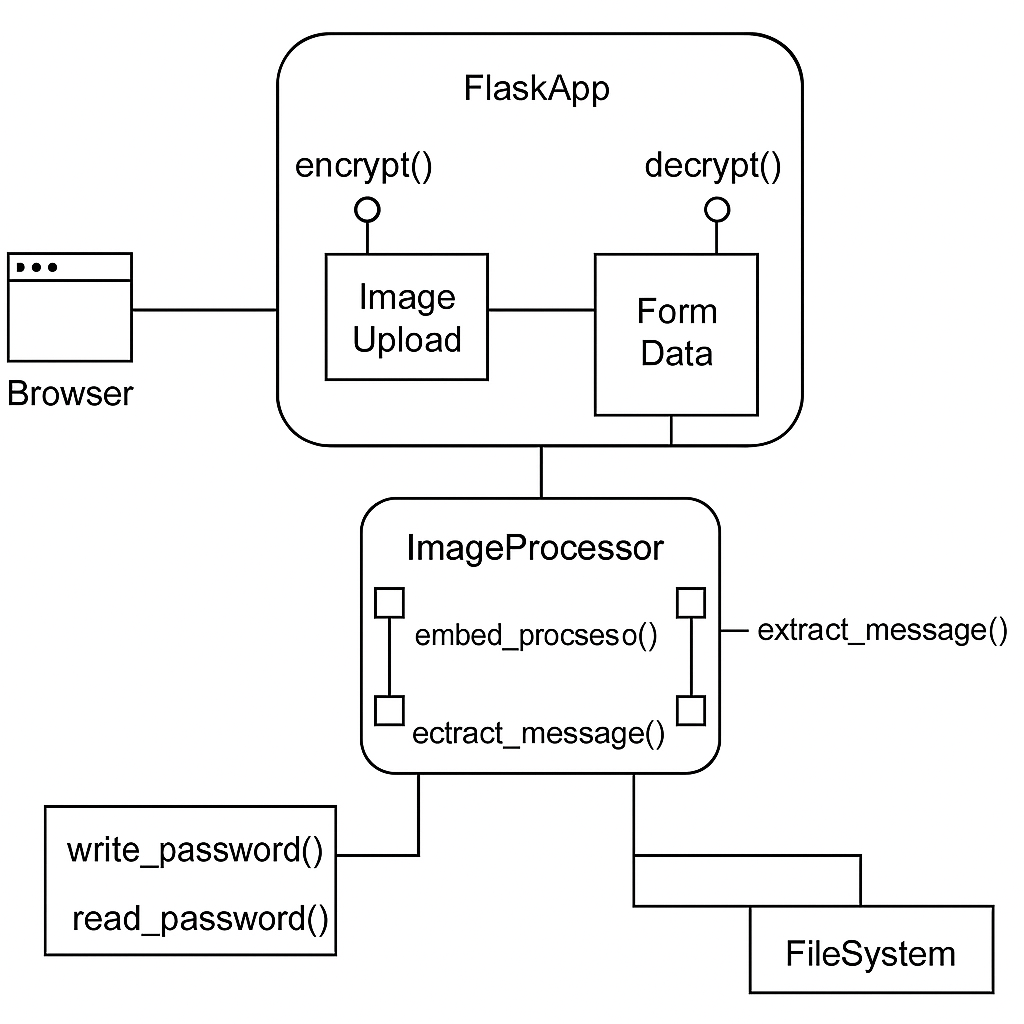 FlaskApp
encrypt()
decrypt()
Image
Upload
Form
Data
Browser
ImageProcessor
embed_procseso()
extract_message()
ectract_message()
write_password()
read_password()
FileSystem